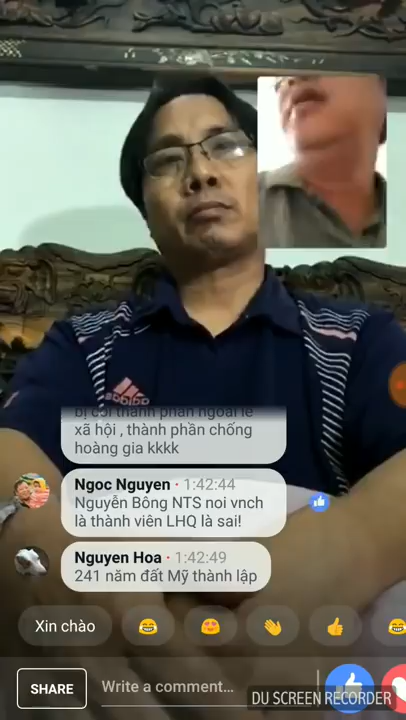 adidas
bị coi thành phần ngoài lề
xã hội , thành phần chống
hoàng gia kkkk
Ngoc Nguyen · 1:42:44
Nguyễn Bông NTS noi vnch
là thành viên LHQ là sai!
Nguyen Hoa · 1:42:49
241 năm đất Mỹ thành lập
Xin chào
SHARE
Write a comment...
DU SCREEN RECORDER